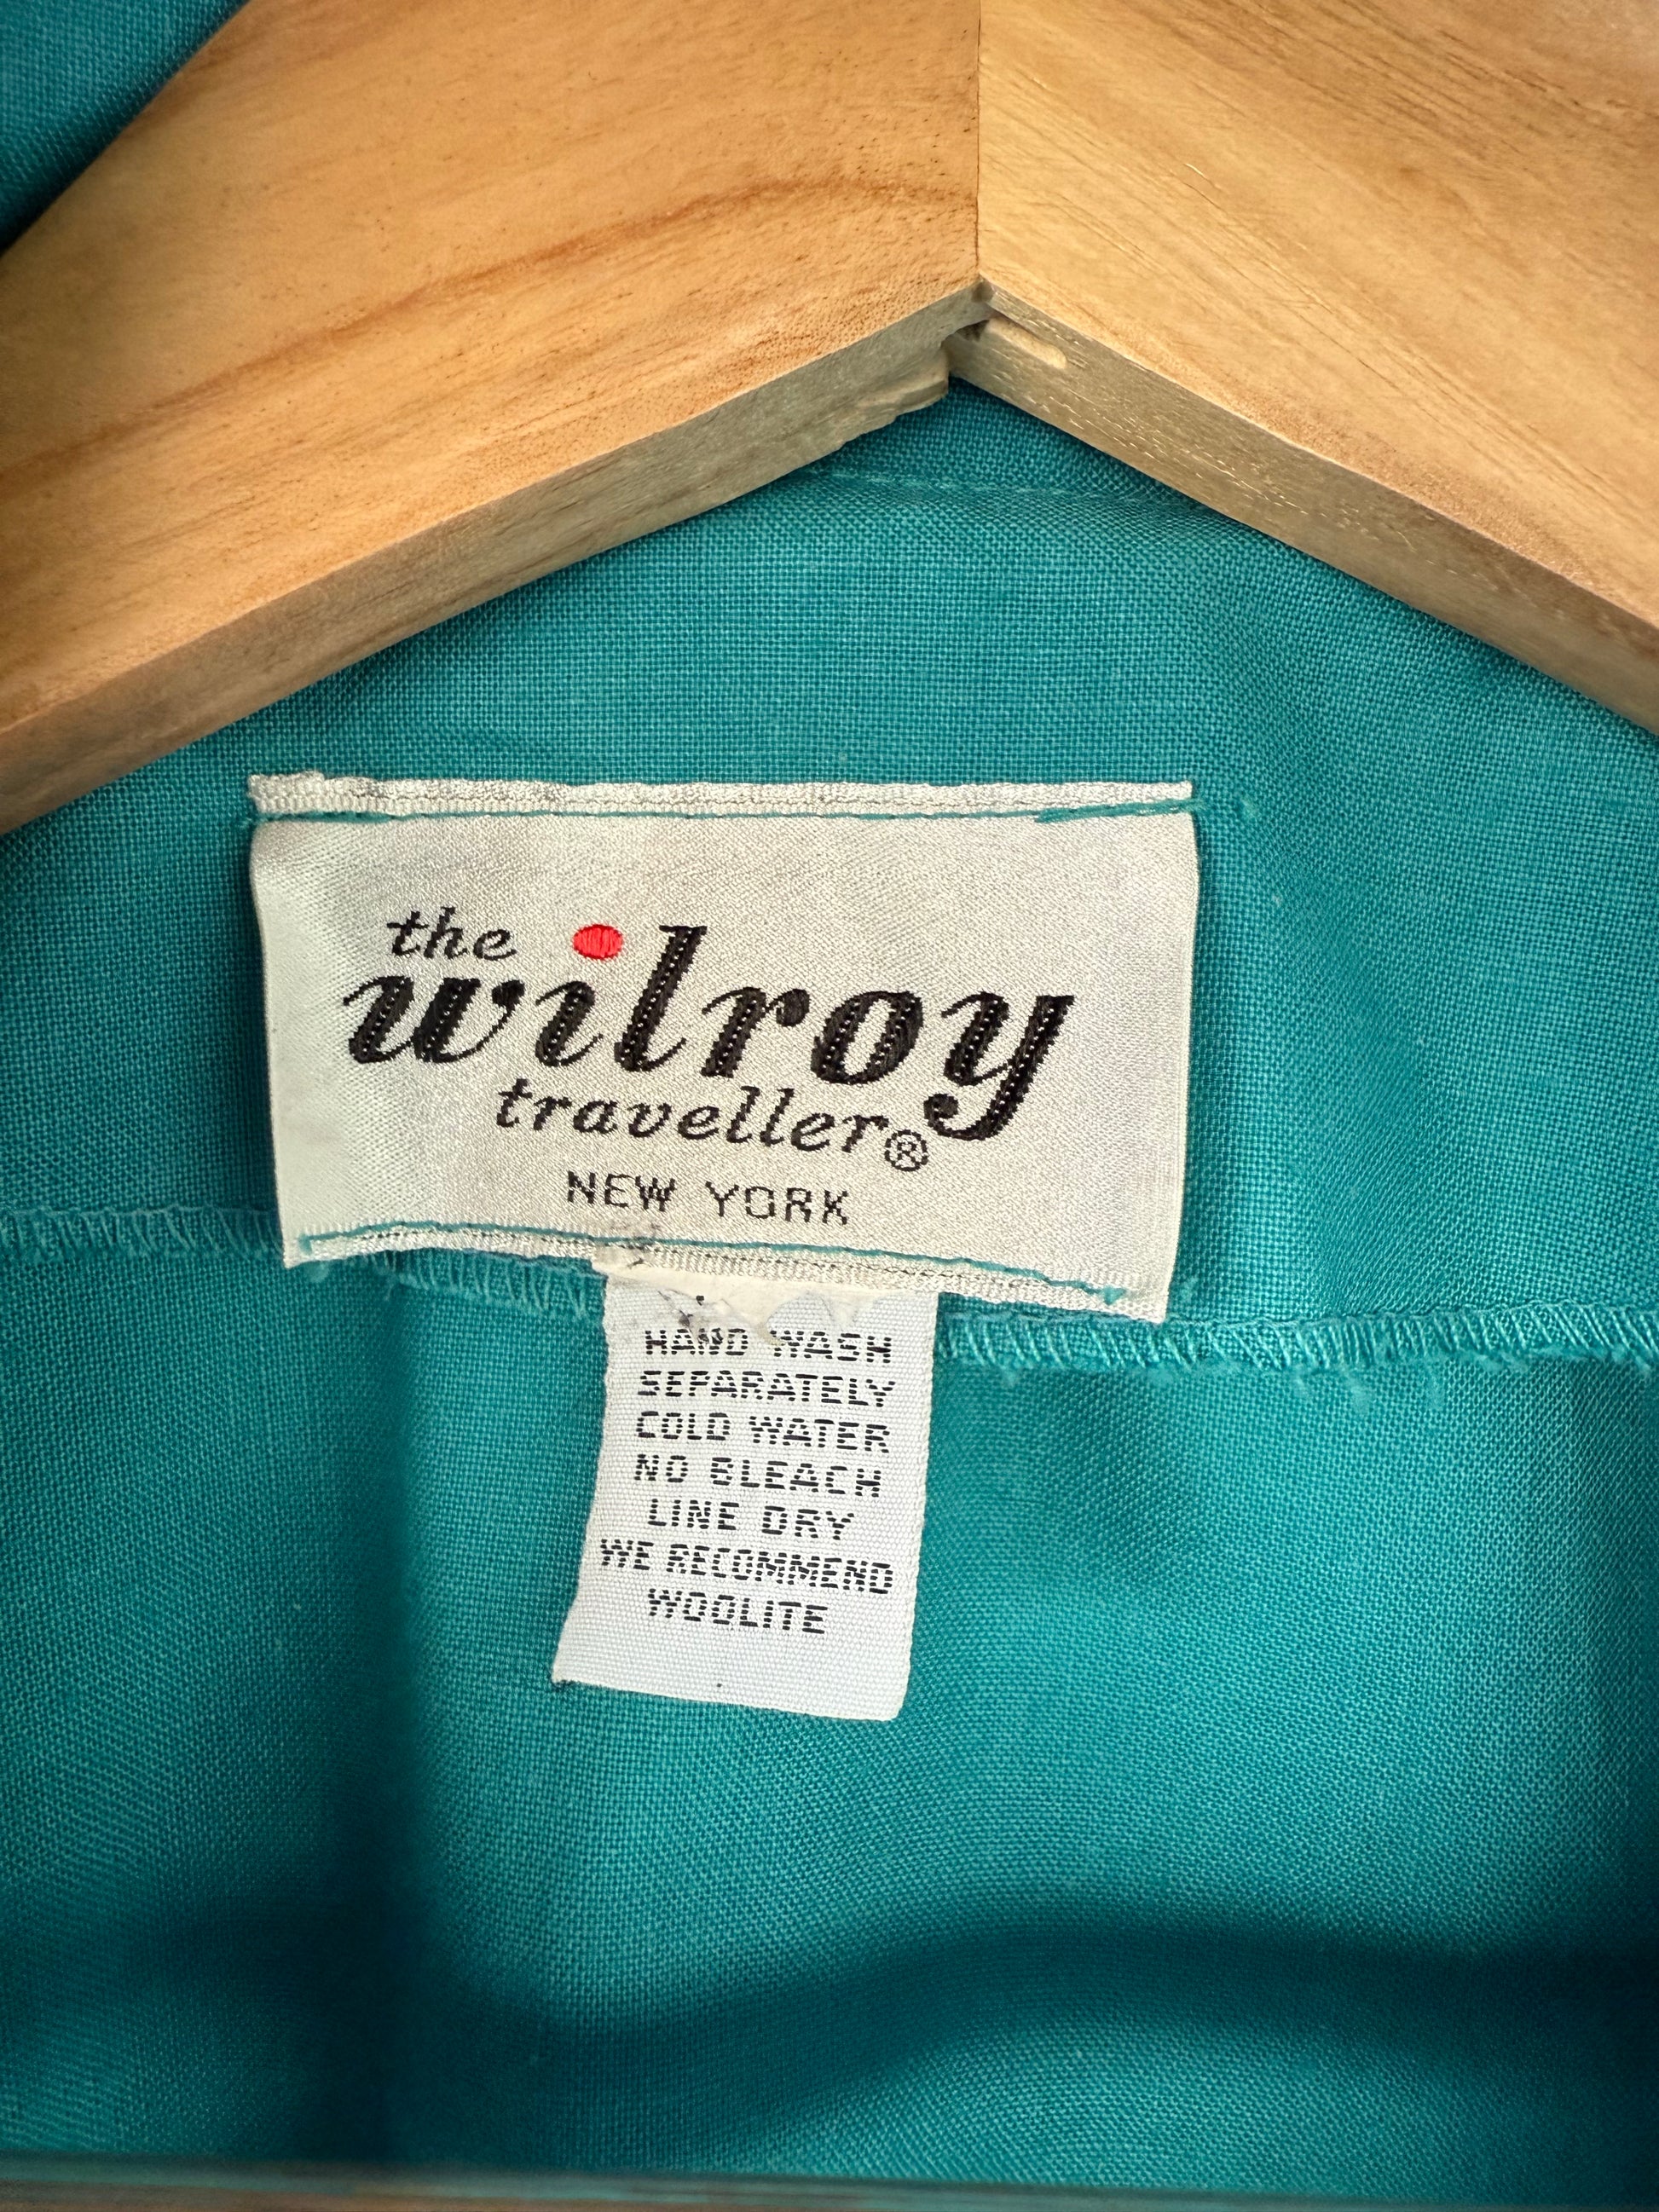 the
wilroy
traveller®
NEW YORK
HAND WASH
SEPARATELY
COLD WATER
NO BLEACH
LINE DRY
WE RECOMMEND
WOOLITE